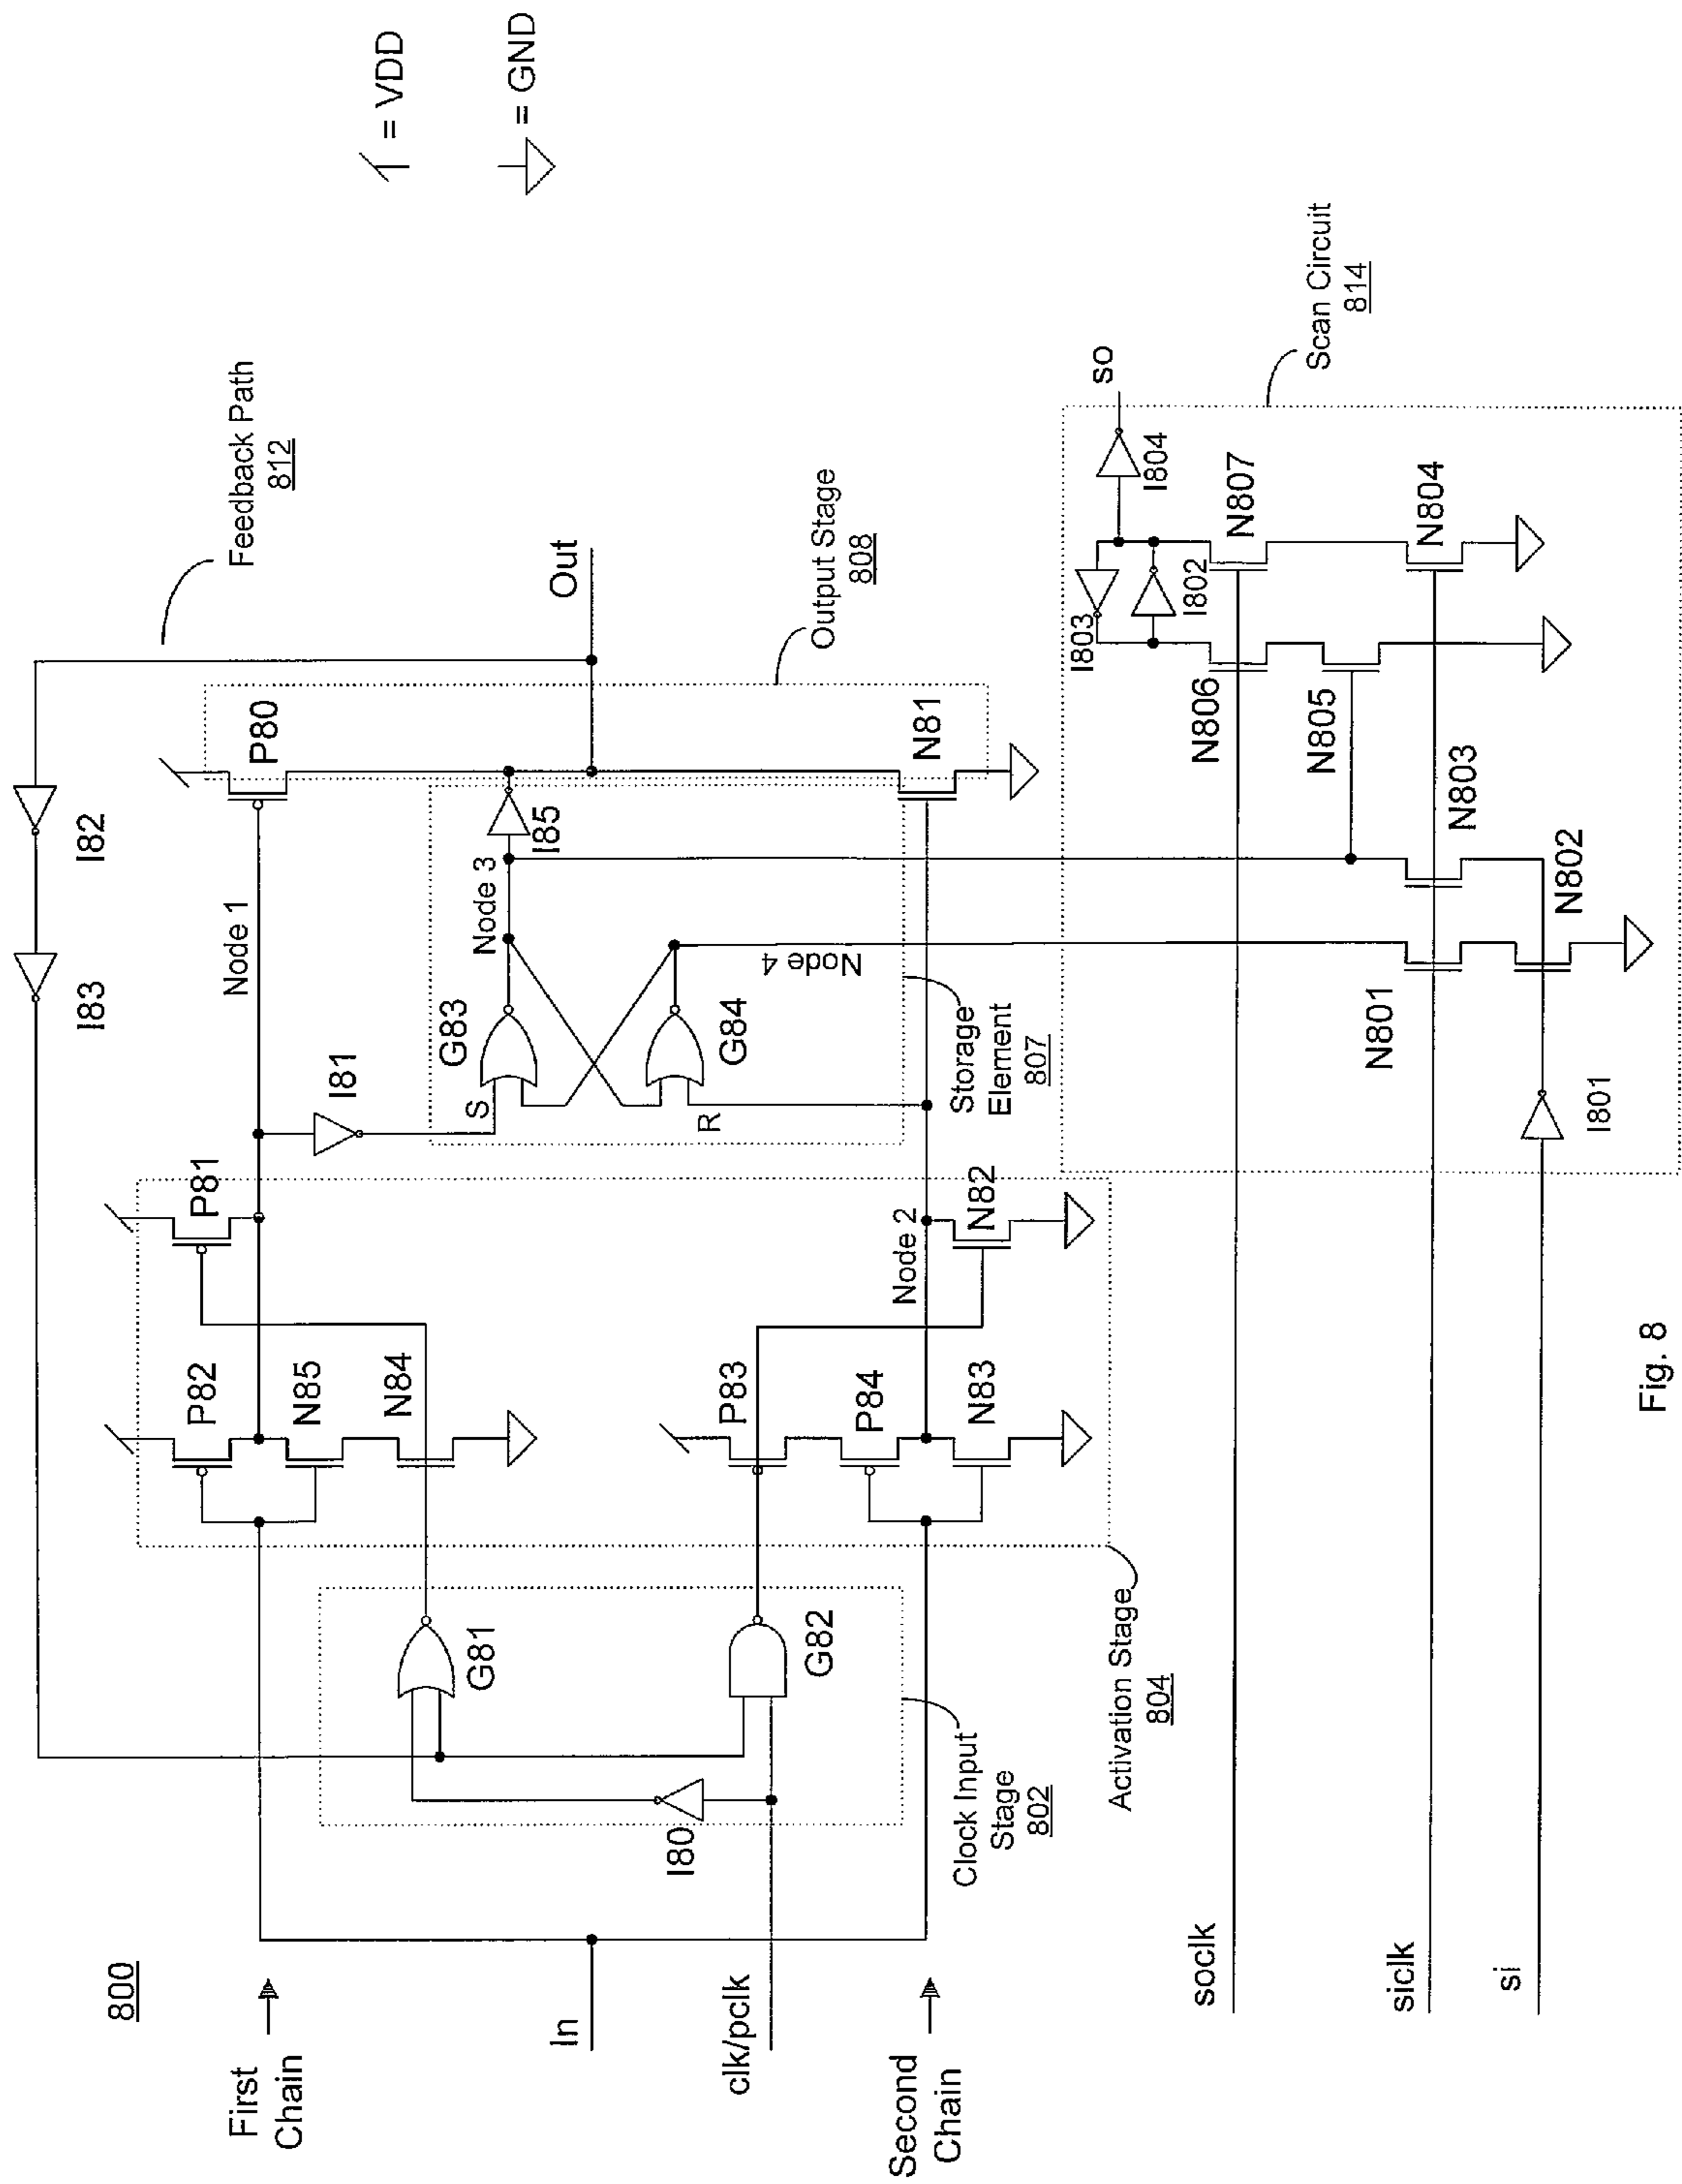 800
First
Chain
In
clk/pclk
Second
Chain
soclk
siclk
si
Clock Input
Stage
802
I80
G81
G82
Activation Stage
804
P82
N85
N84
P83
P84
N83
P81
Node 2
N82
I83
I82
Node 1
I81
Storage
Element
807
S
R
G83
G84
Node 3
Node 4
I85
P80
N81
Output Stage
808
Out
Feedback Path
812
= VDD
= GND
I801
N801
N802
N803
N805
N806
I803
I802
N807
N804
I804
so
Scan Circuit
814
Fig. 8